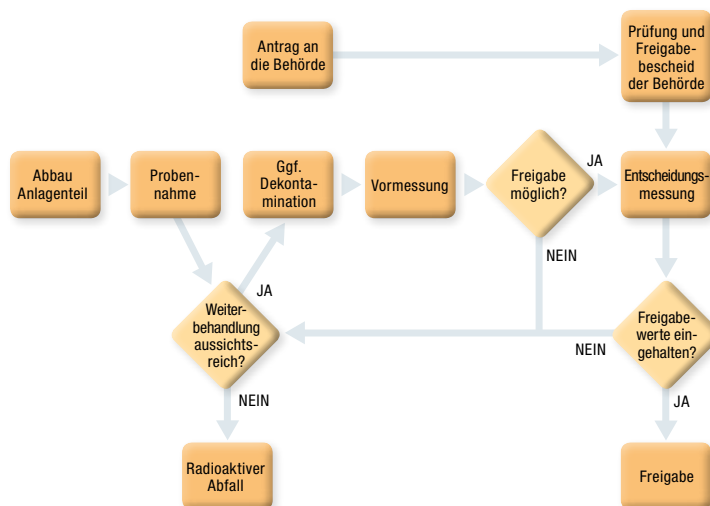 Antrag an
die Behörde
Prüfung und
Freigabe-
bescheid
der Behörde
Abbau
Anlagenteil
Proben-
nahme
Ggf.
Dekonta-
mination
Vormessung
Freigabe
möglich?
JA
Entscheidungs-
messung
NEIN
JA
Weiter-
behandlung
aussichts-
reich?
Freigabe-
werte ein-
gehalten?
NEIN
NEIN
JA
Radioaktiver
Abfall
Freigabe